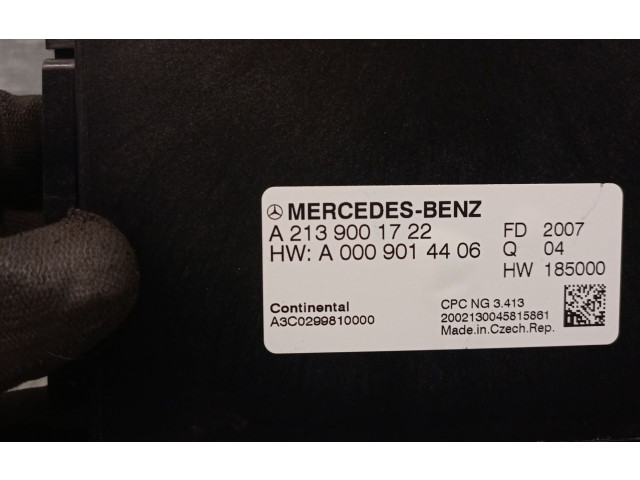 MERCEDES-BENZ
A 213 900 17 22
HW: A 000 901 44 06
FD 2007
Q 04
HW 185000
Continental
A3C0299810000
CPC NG 3.413
2002130045815861
Made.in.Czech.Rep.